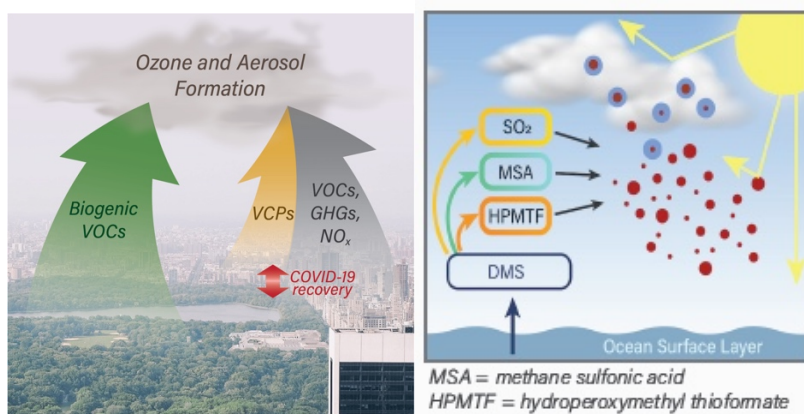 Ozone and Aerosol
Formation
Biogenic
VOCs
VCPs
VOCs,
GHGs,
NOₓ
COVID-19
recovery
SO₂
MSA
HPMTF
DMS
Ocean Surface Layer
MSA = methane sulfonic acid
HPMTF = hydroperoxymethyl thioformate